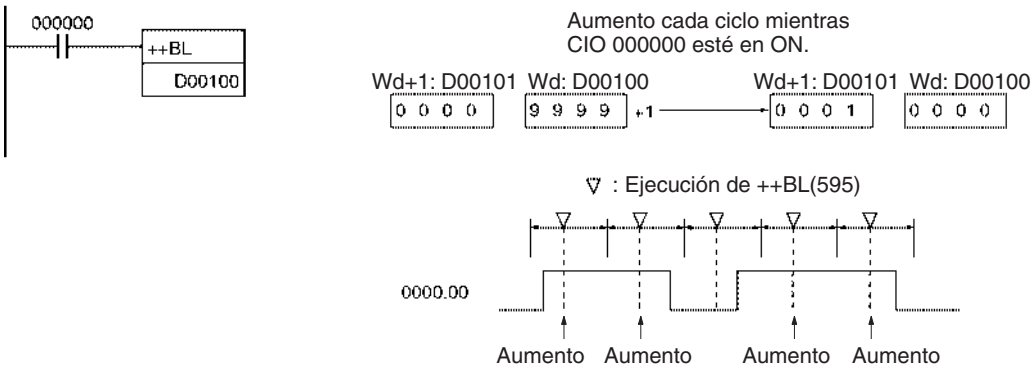 000000
++BL
D00100
Aumento cada ciclo mientras
CIO 000000 esté en ON.
Wd+1: D00101 Wd: D00100 Wd+1: D00101 Wd: D00100
0 0 0 0 9 9 9 9 +1 0 0 0 1 0 0 0 0
: Ejecución de ++BL(595)
0000.00
Aumento Aumento Aumento Aumento